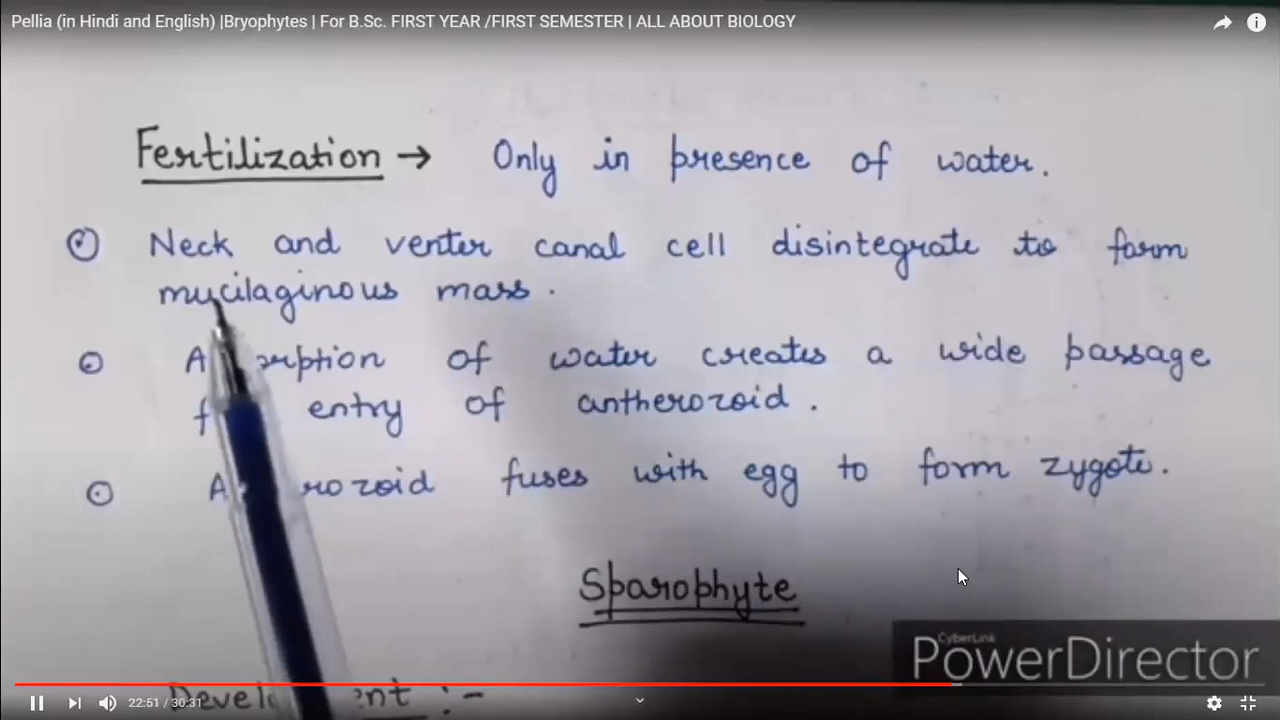 Pellia (in Hindi and English) |Bryophytes | For B.Sc. FIRST YEAR /FIRST SEMESTER | ALL ABOUT BIOLOGY
Fertilization → Only in presence of water.
Neck and venter canal cell disintegrate to form
mucilaginous mass.
of water creates a wide passage
entry of antherozoid.
fuses with egg to form zygote.
Sporophyte
CyberLink
PowerDirector
22:51 / 30:31